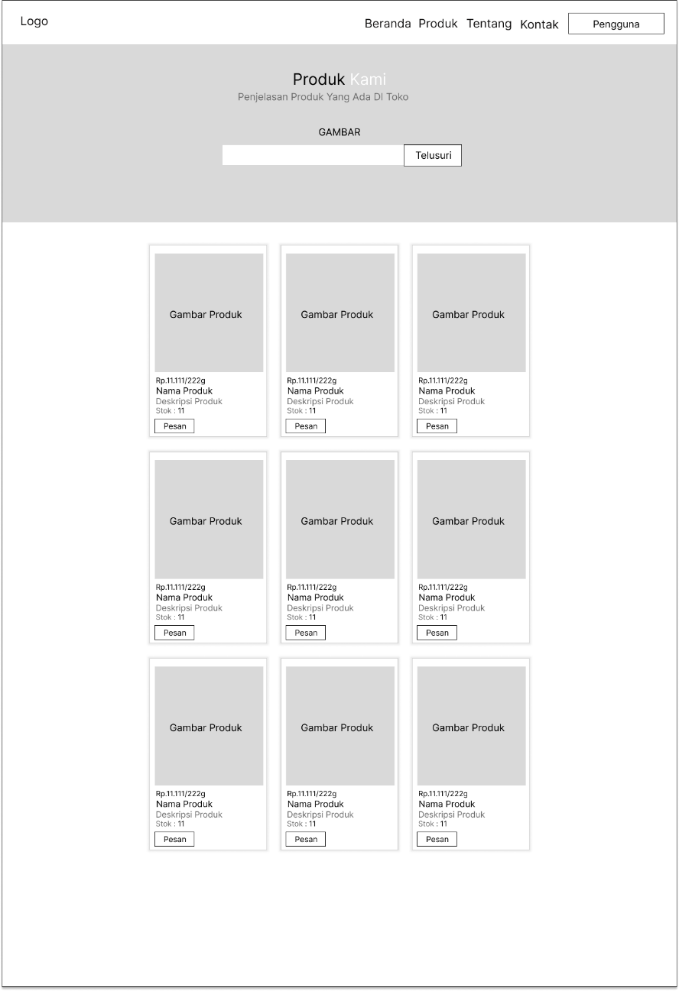 Logo
Beranda Produk Tentang Kontak Pengguna
Produk Kami
Penjelasan Produk Yang Ada DI Toko
GAMBAR
Telusuri
Gambar Produk Gambar Produk Gambar Produk
Rp.11.111/222g Rp.11.111/222g Rp.11.111/222g
Nama Produk Nama Produk Nama Produk
Deskripsi Produk Deskripsi Produk Deskripsi Produk
Stok : 11 Stok : 11 Stok : 11
Pesan Pesan Pesan
Gambar Produk Gambar Produk Gambar Produk
Rp.11.111/222g Rp.11.111/222g Rp.11.111/222g
Nama Produk Nama Produk Nama Produk
Deskripsi Produk Deskripsi Produk Deskripsi Produk
Stok : 11 Stok : 11 Stok : 11
Pesan Pesan Pesan
Gambar Produk Gambar Produk Gambar Produk
Rp.11.111/222g Rp.11.111/222g Rp.11.111/222g
Nama Produk Nama Produk Nama Produk
Deskripsi Produk Deskripsi Produk Deskripsi Produk
Stok : 11 Stok : 11 Stok : 11
Pesan Pesan Pesan